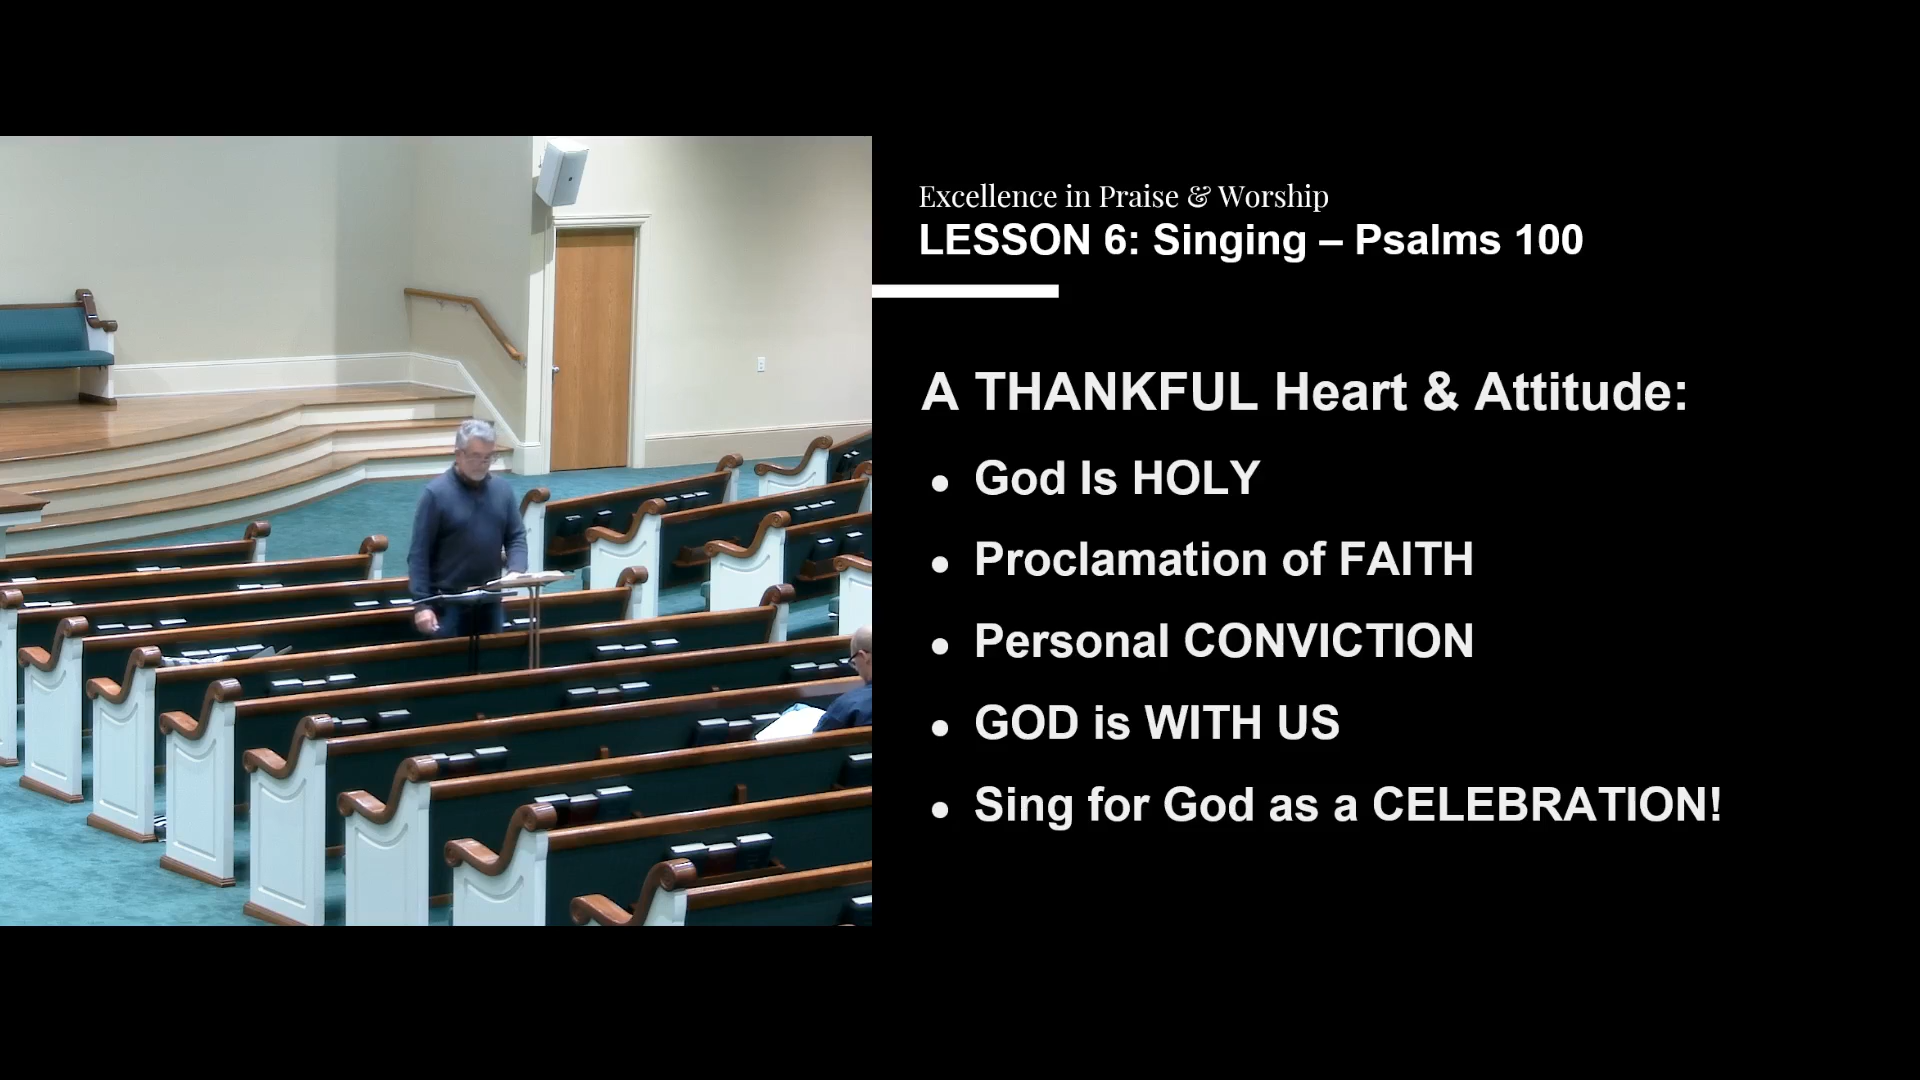 Excellence in Praise & Worship
LESSON 6: Singing – Psalms 100
A THANKFUL Heart & Attitude:
● God Is HOLY
● Proclamation of FAITH
● Personal CONVICTION
● GOD is WITH US
● Sing for God as a CELEBRATION!